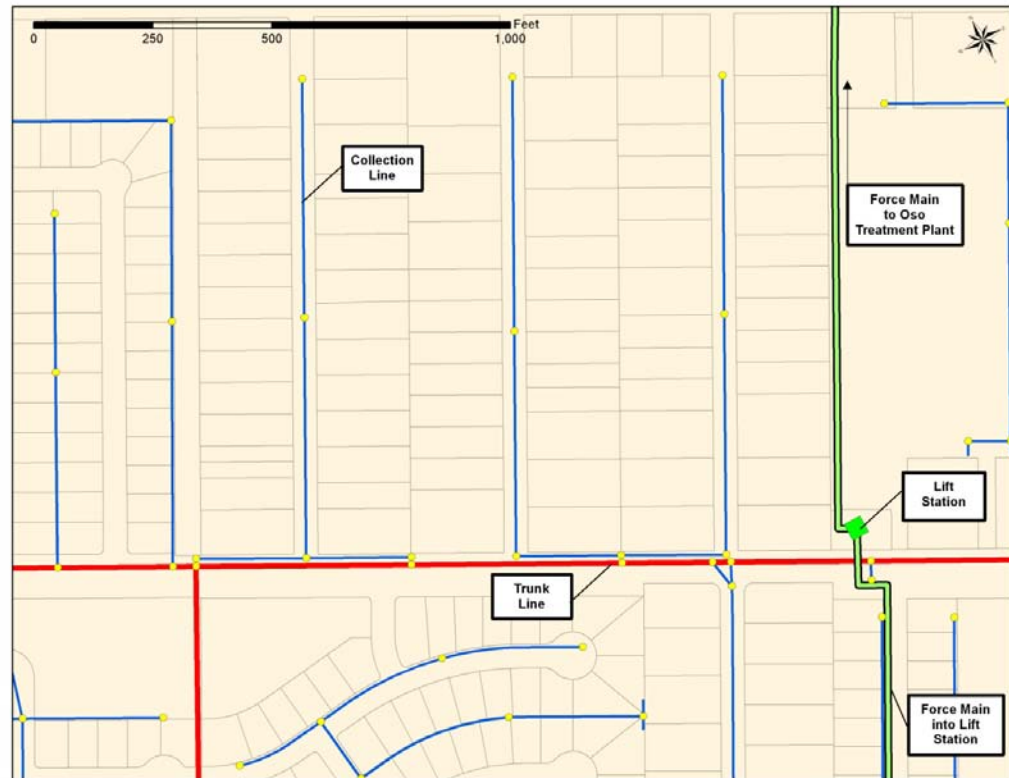 Feet
0 250 500 1,000
Collection
Line
Force Main
to Oso
Treatment Plant
Lift
Station
Trunk
Line
Force Main
into Lift
Station